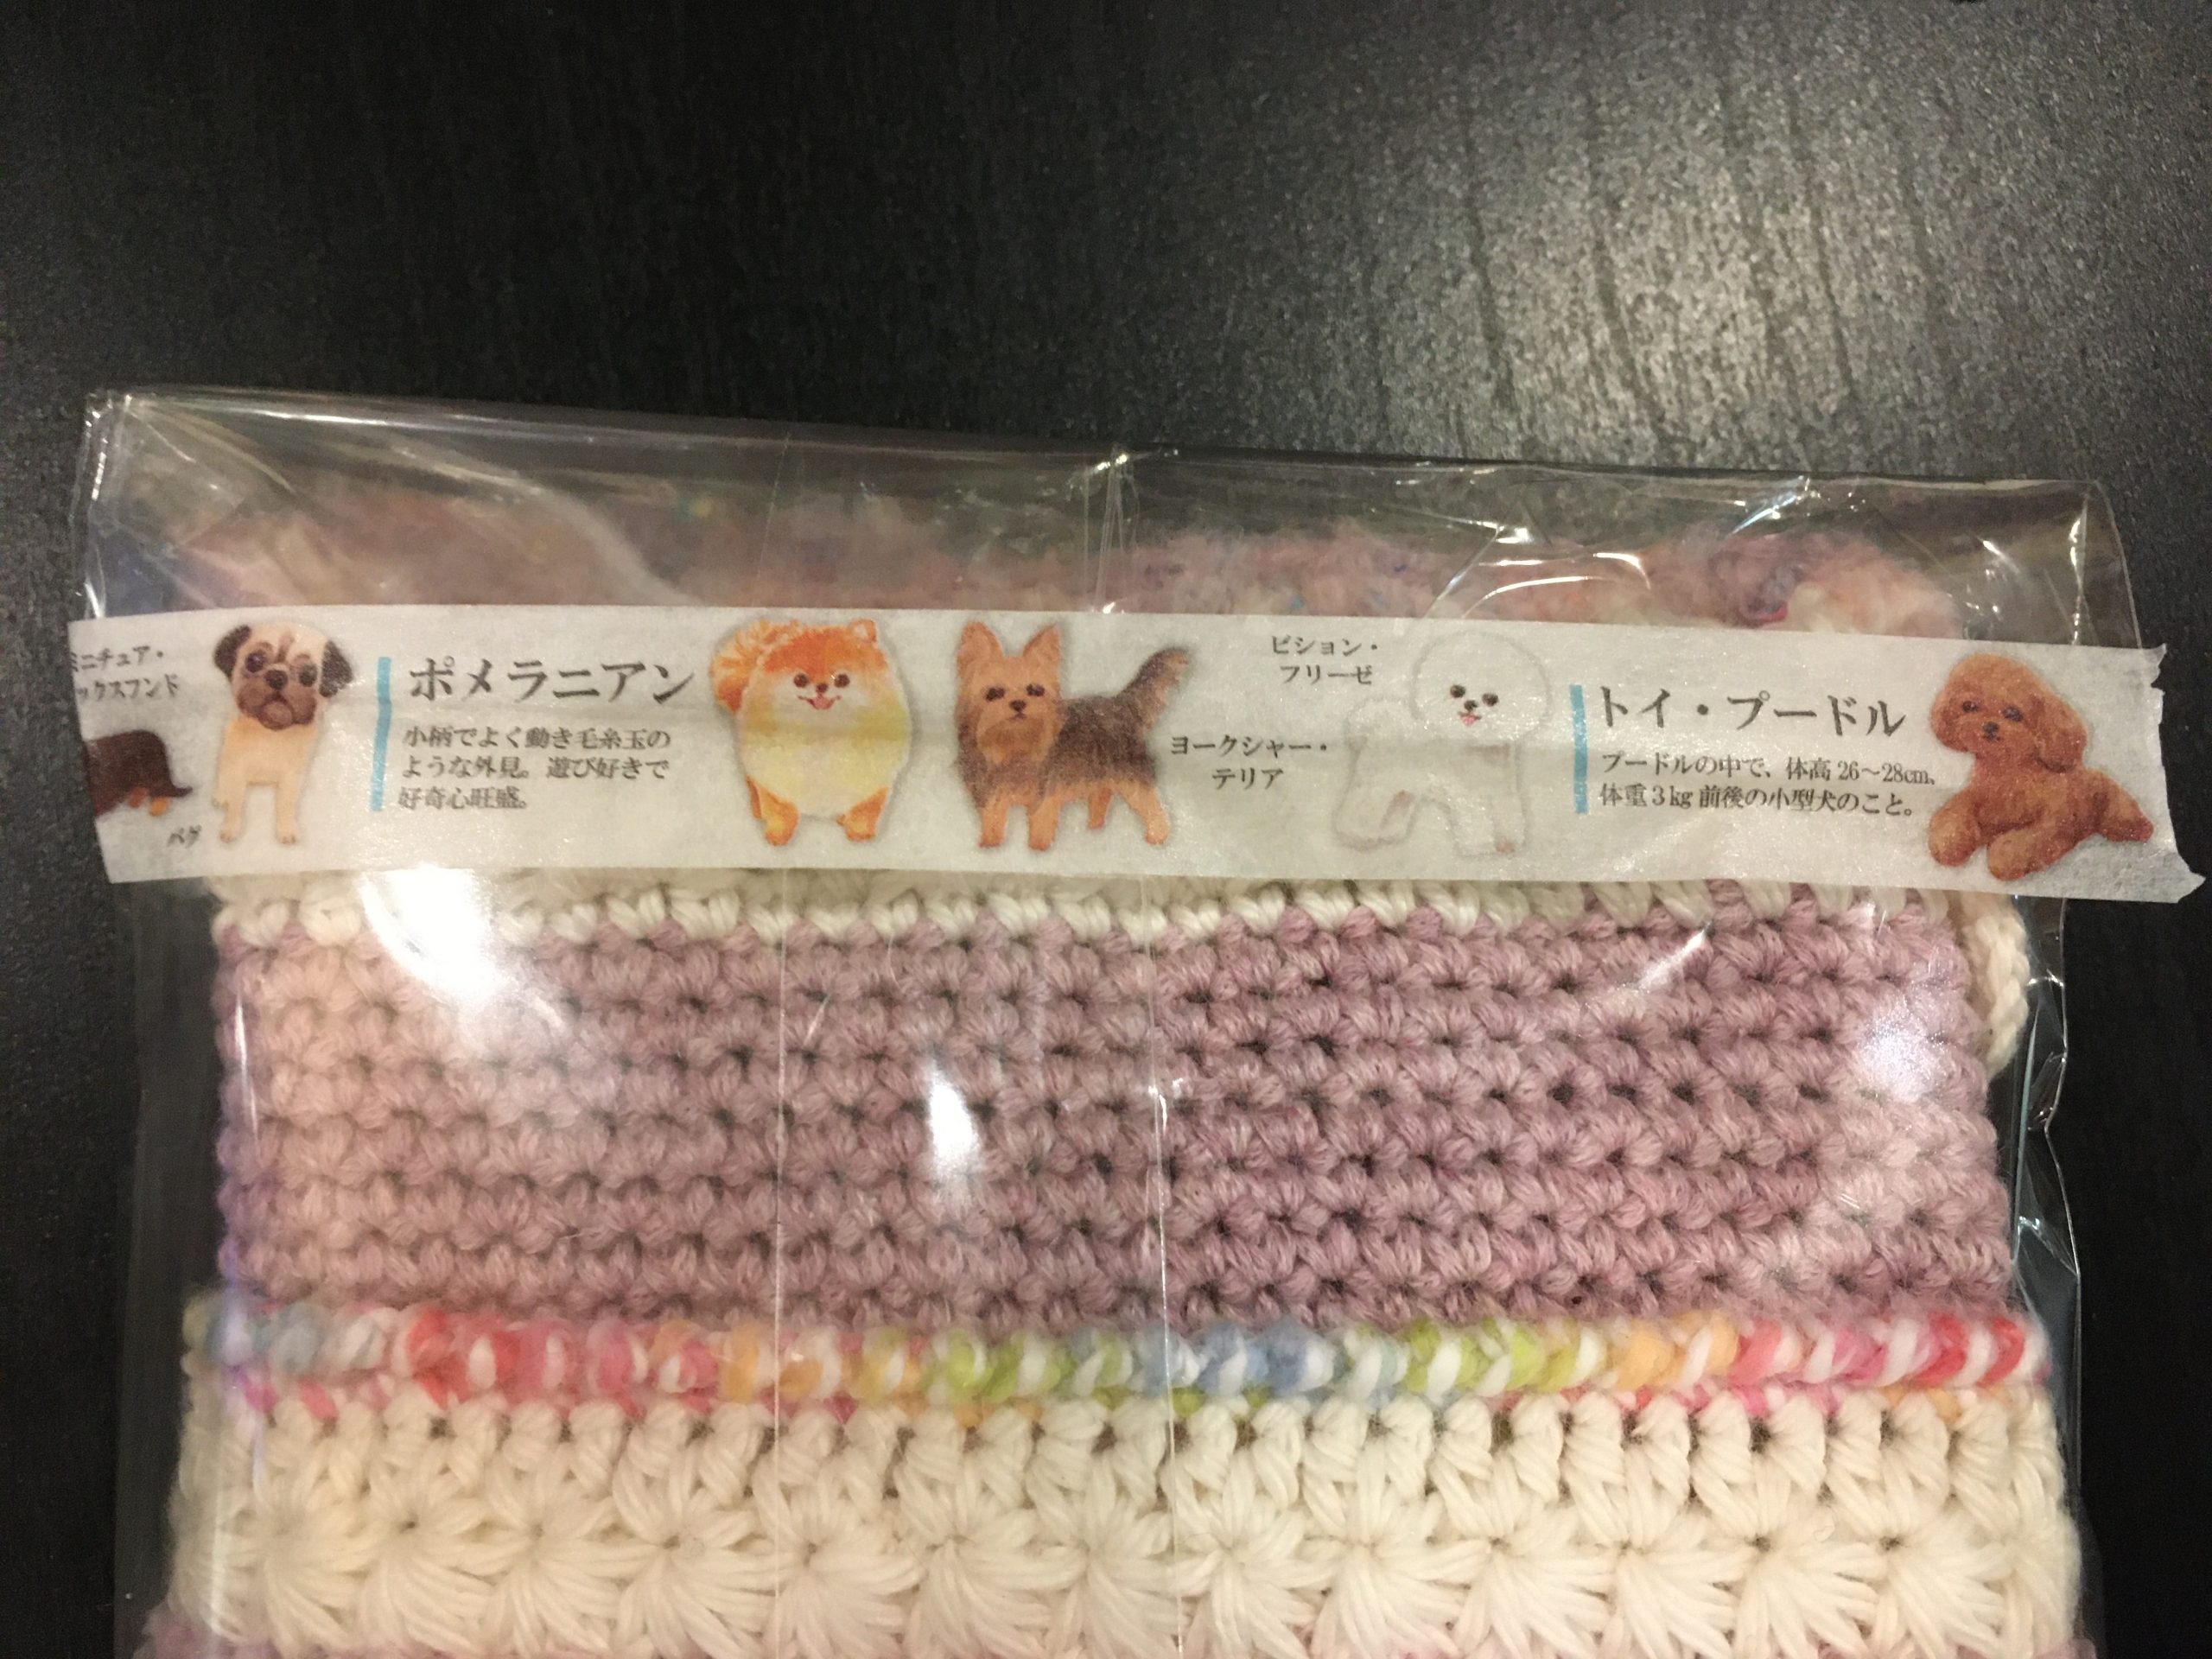 ミニチュア・
ックスフンド
パグ
ポメラニアン
小柄でよく動き毛糸玉の
ような外見。遊び好きで
好奇心旺盛。
ヨークシャー・
テリア
ビション・
フリーゼ
トイ・プードル
プードルの中で、体高26〜28cm、
体重3kg前後の小型犬のこと。